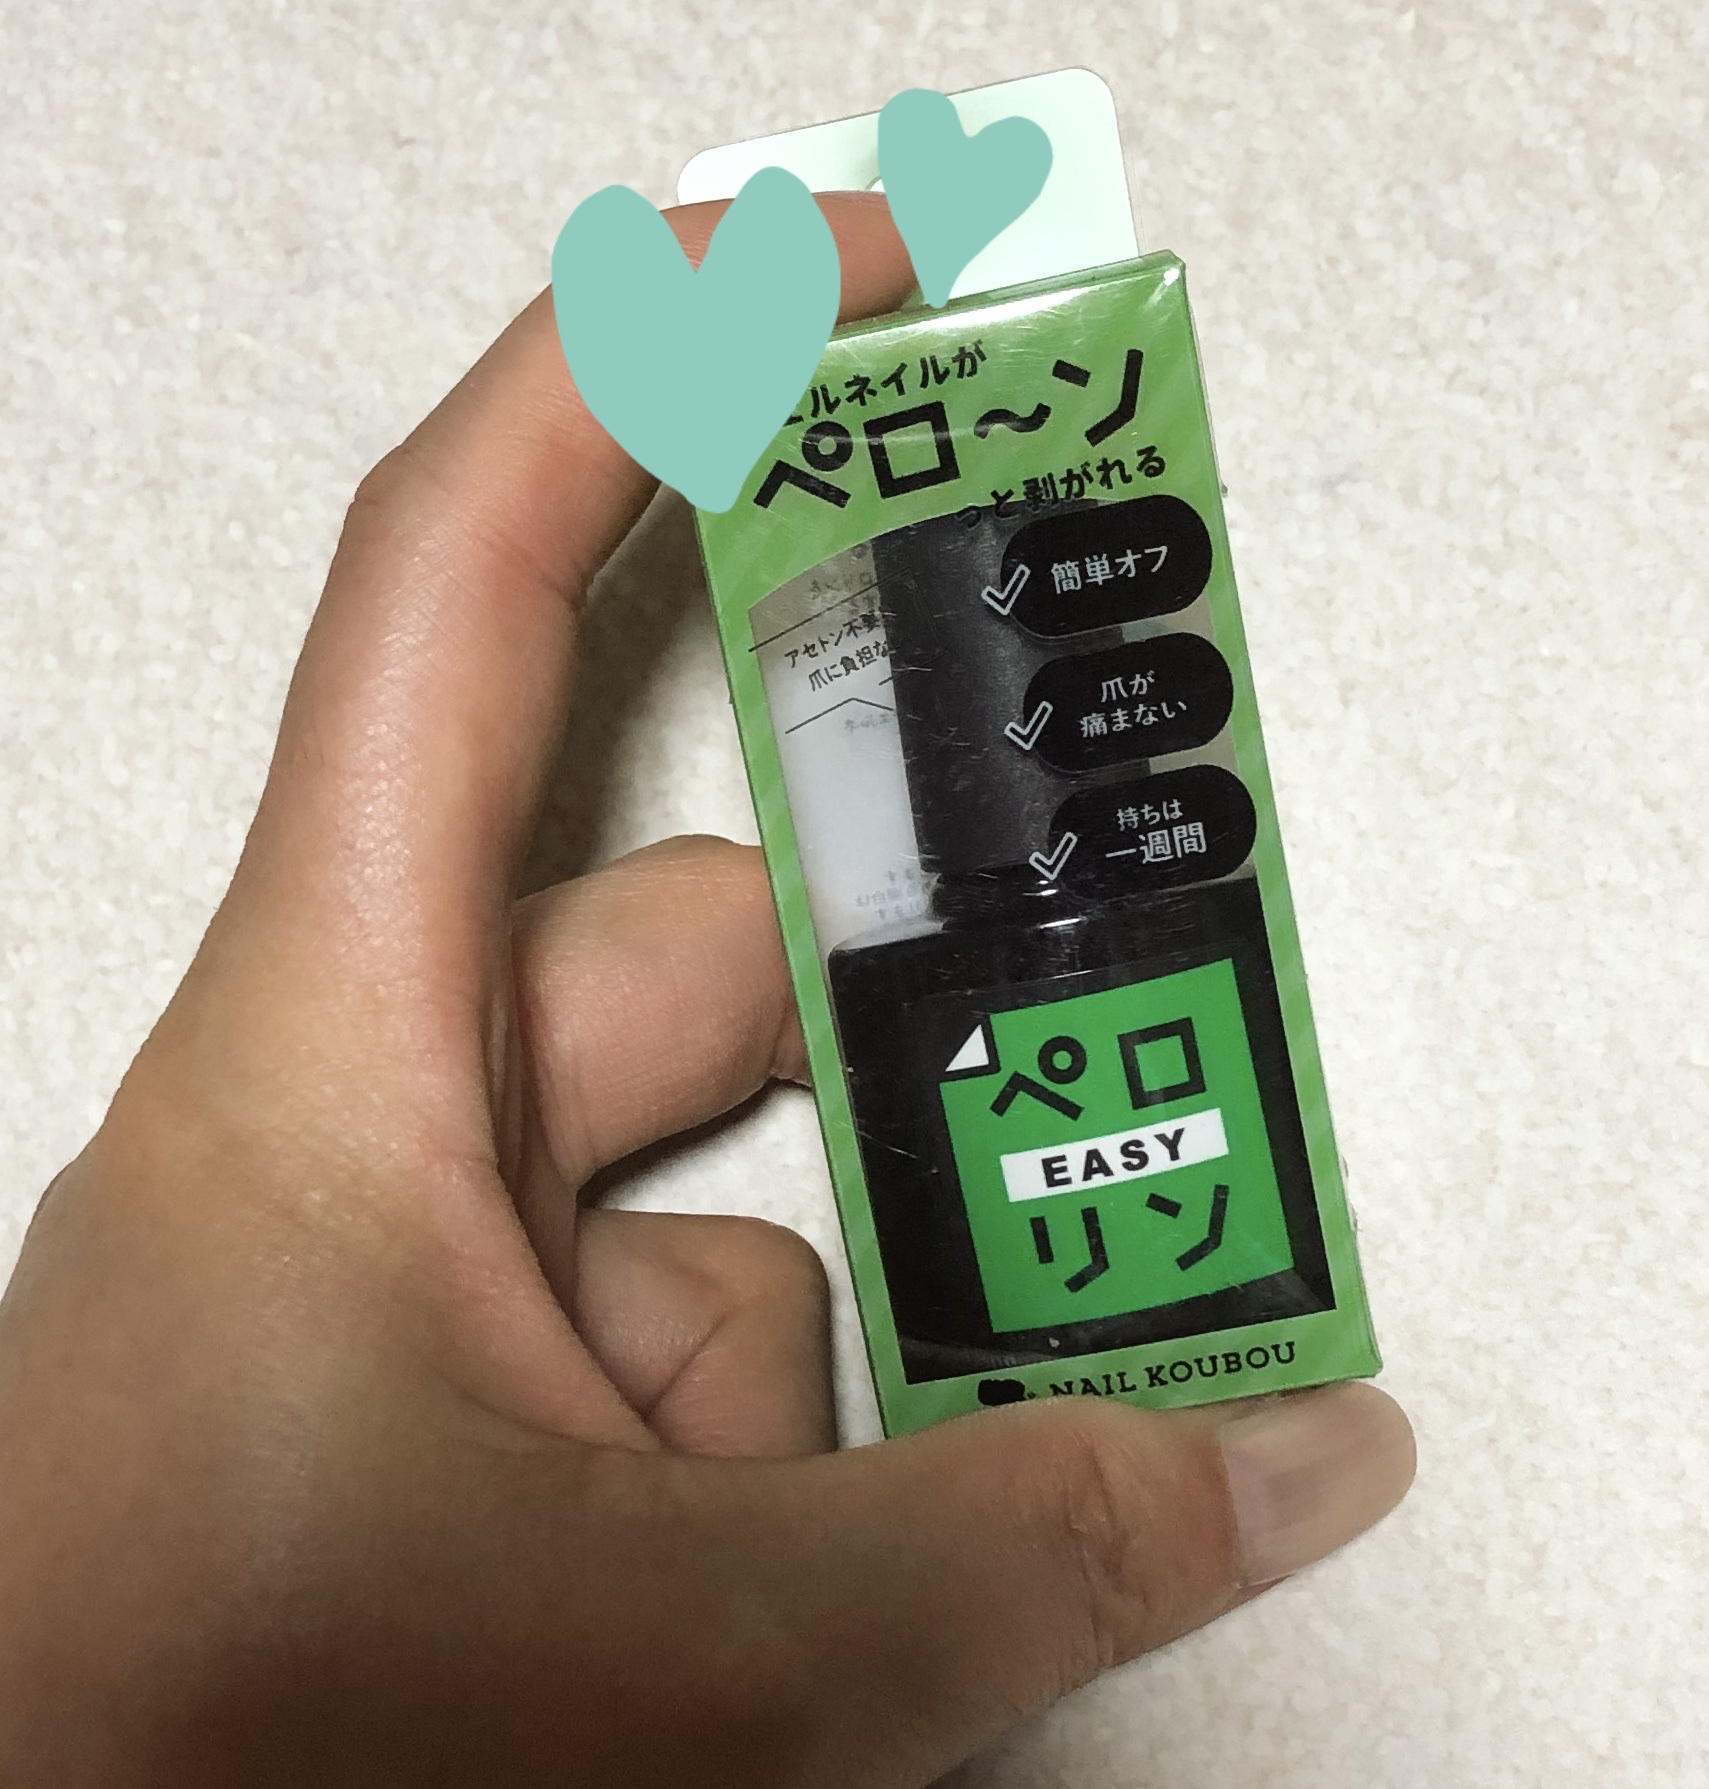 ルネイルが
ペロ～ン
っと剥がれる
簡単オフ
アセトン不要
爪に負担な
爪が
痛まない
持ちは
一週間
ペロ
EASY
リン
NAIL KOUBOU